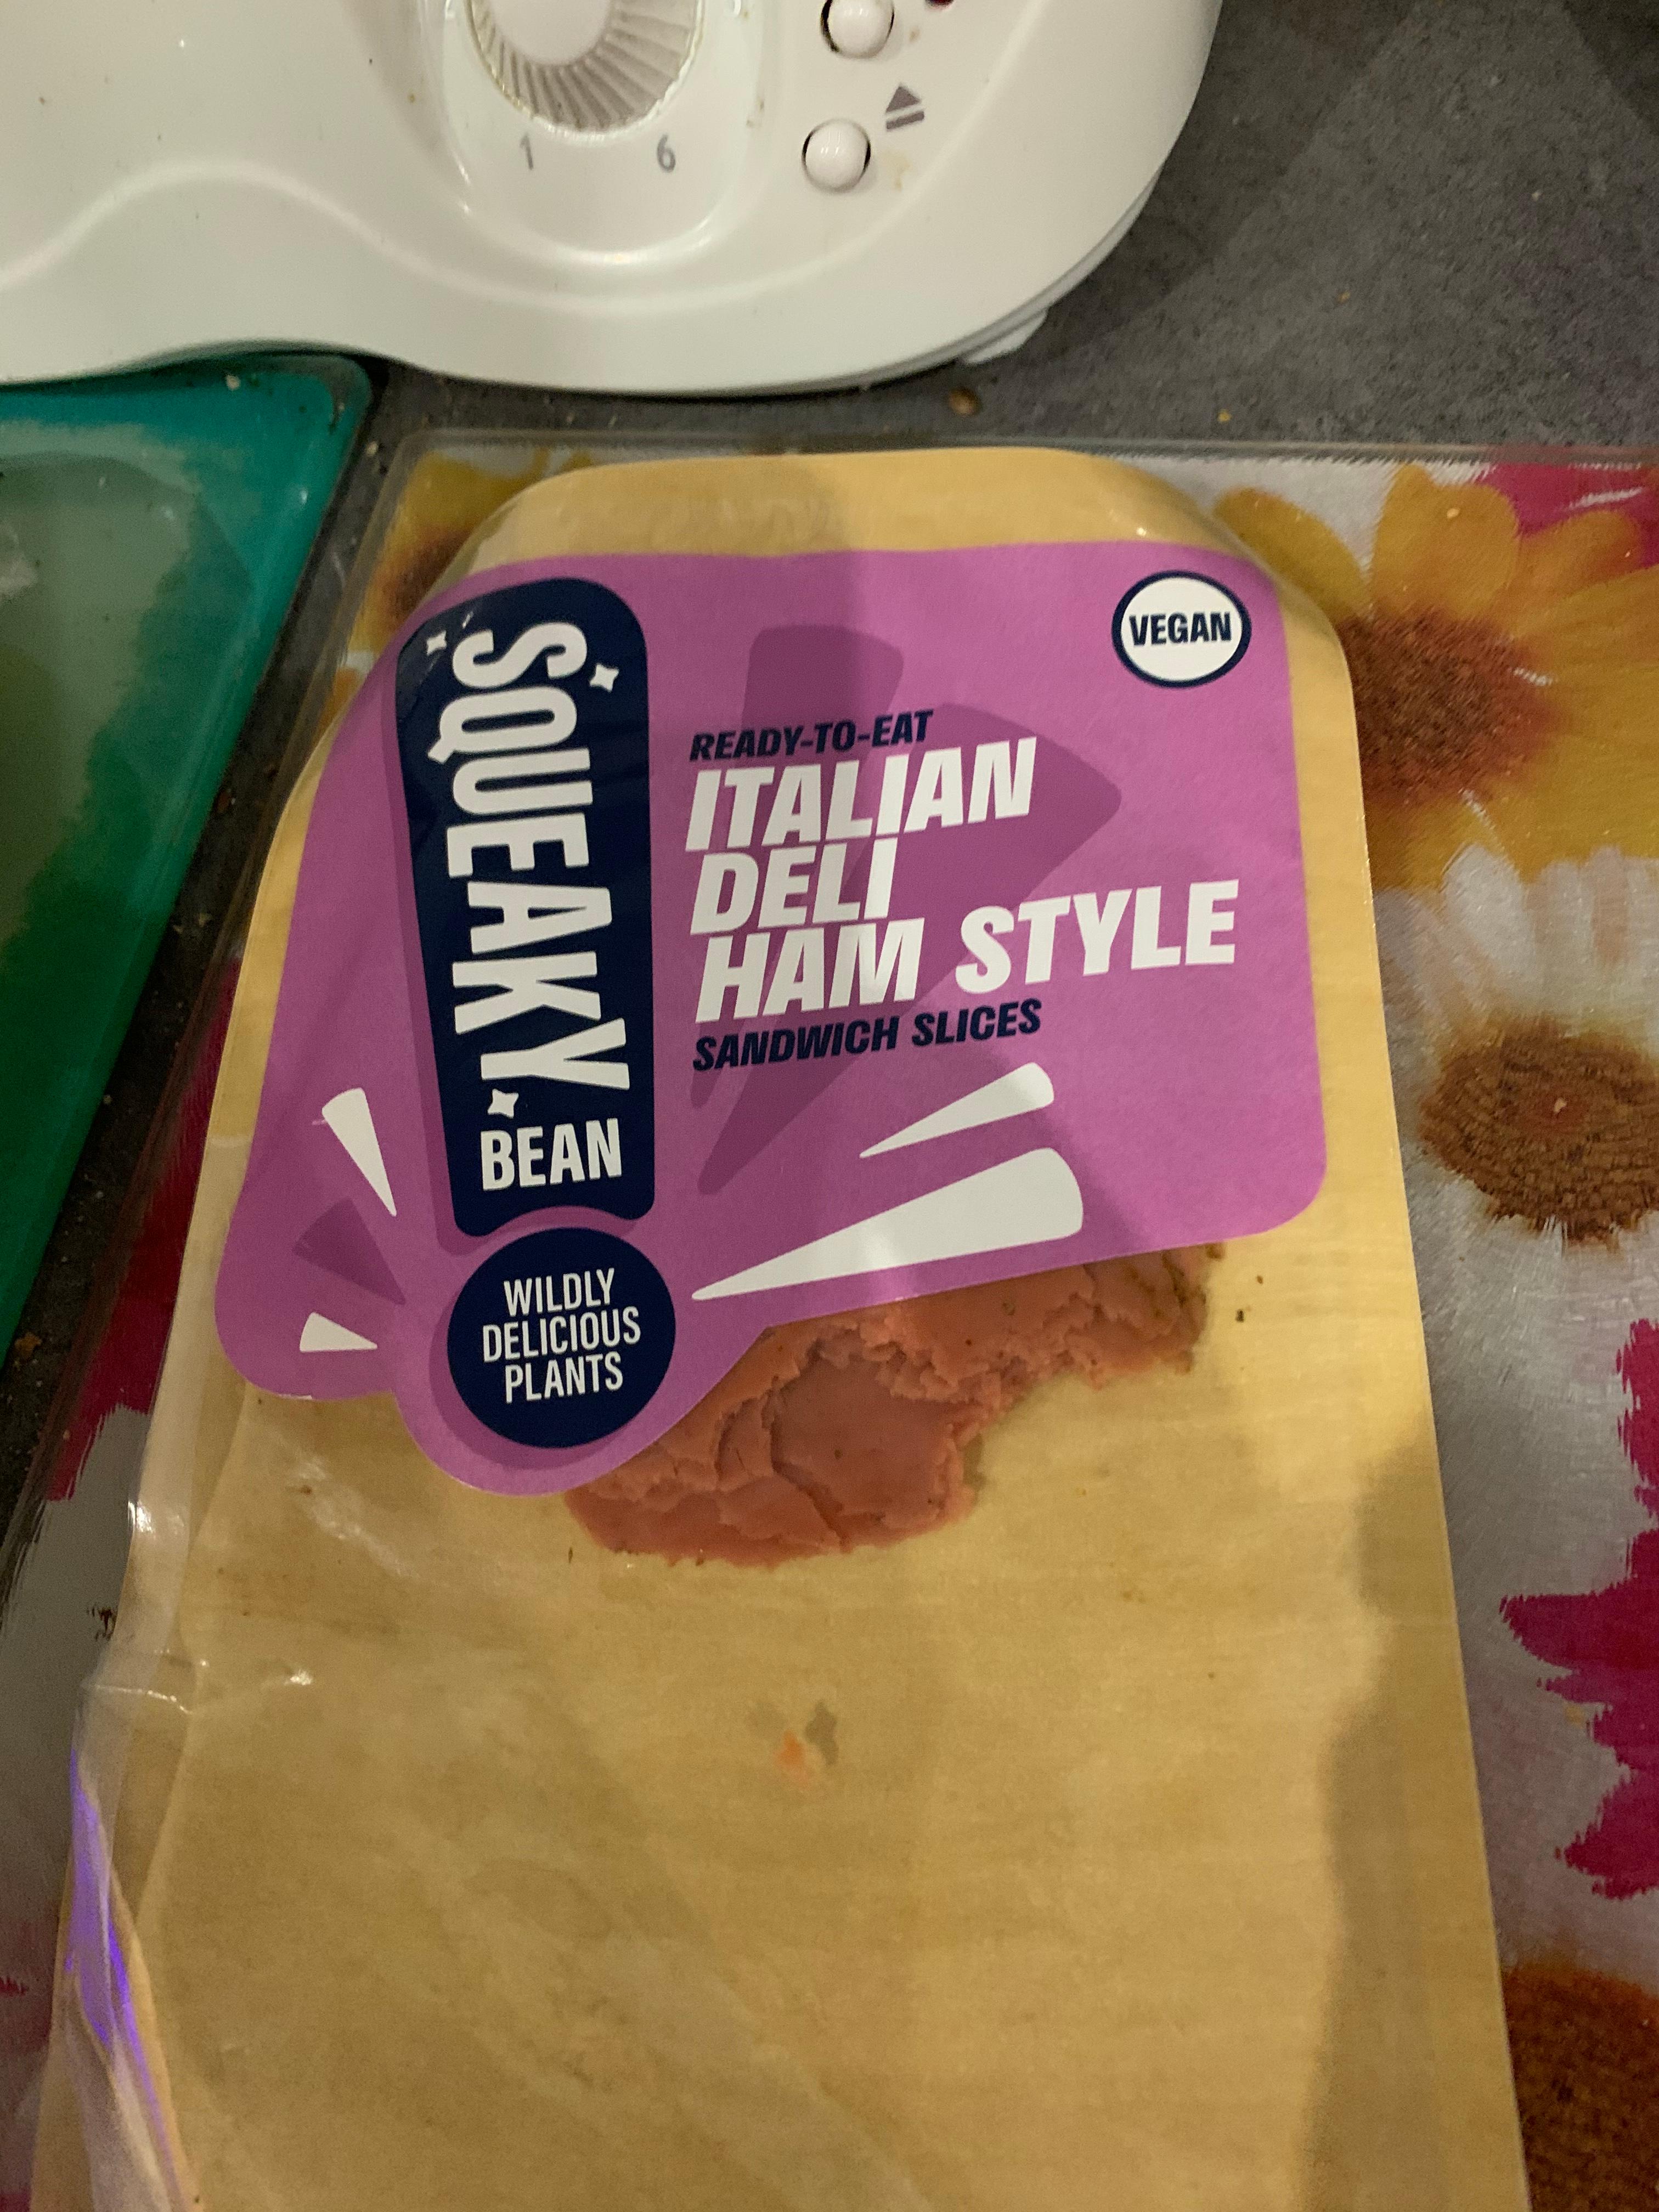 1 6
VEGAN
SQUEAKY
BEAN
READY-TO-EAT
ITALIAN
DELI
HAM STYLE
SANDWICH SLICES
WILDLY
DELICIOUS
PLANTS